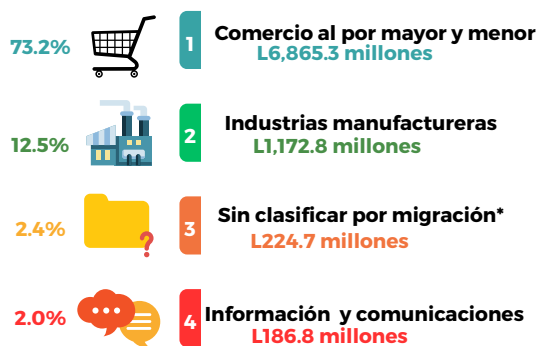 73.2%
1
Comercio al por mayor y menor
L6,865.3 millones
12.5%
2
Industrias manufactureras
L1,172.8 millones
2.4%
?
3
Sin clasificar por migración*
L224.7 millones
2.0%
4
Información y comunicaciones
L186.8 millones